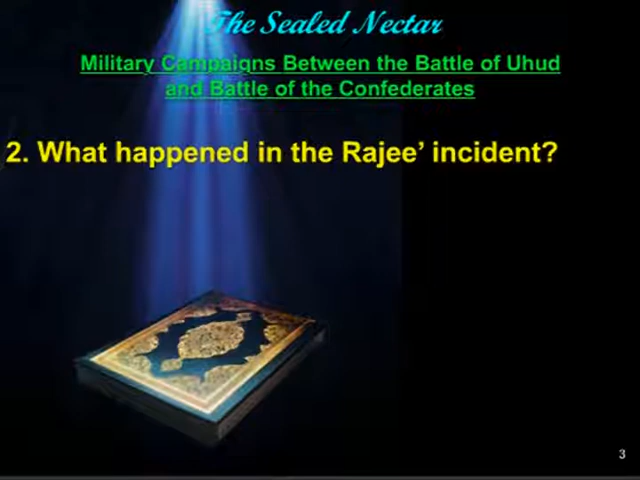 The Sealed Nectar
Military Campaigns Between the Battle of Uhud
and Battle of the Confederates
2. What happened in the Rajee’ incident?
3